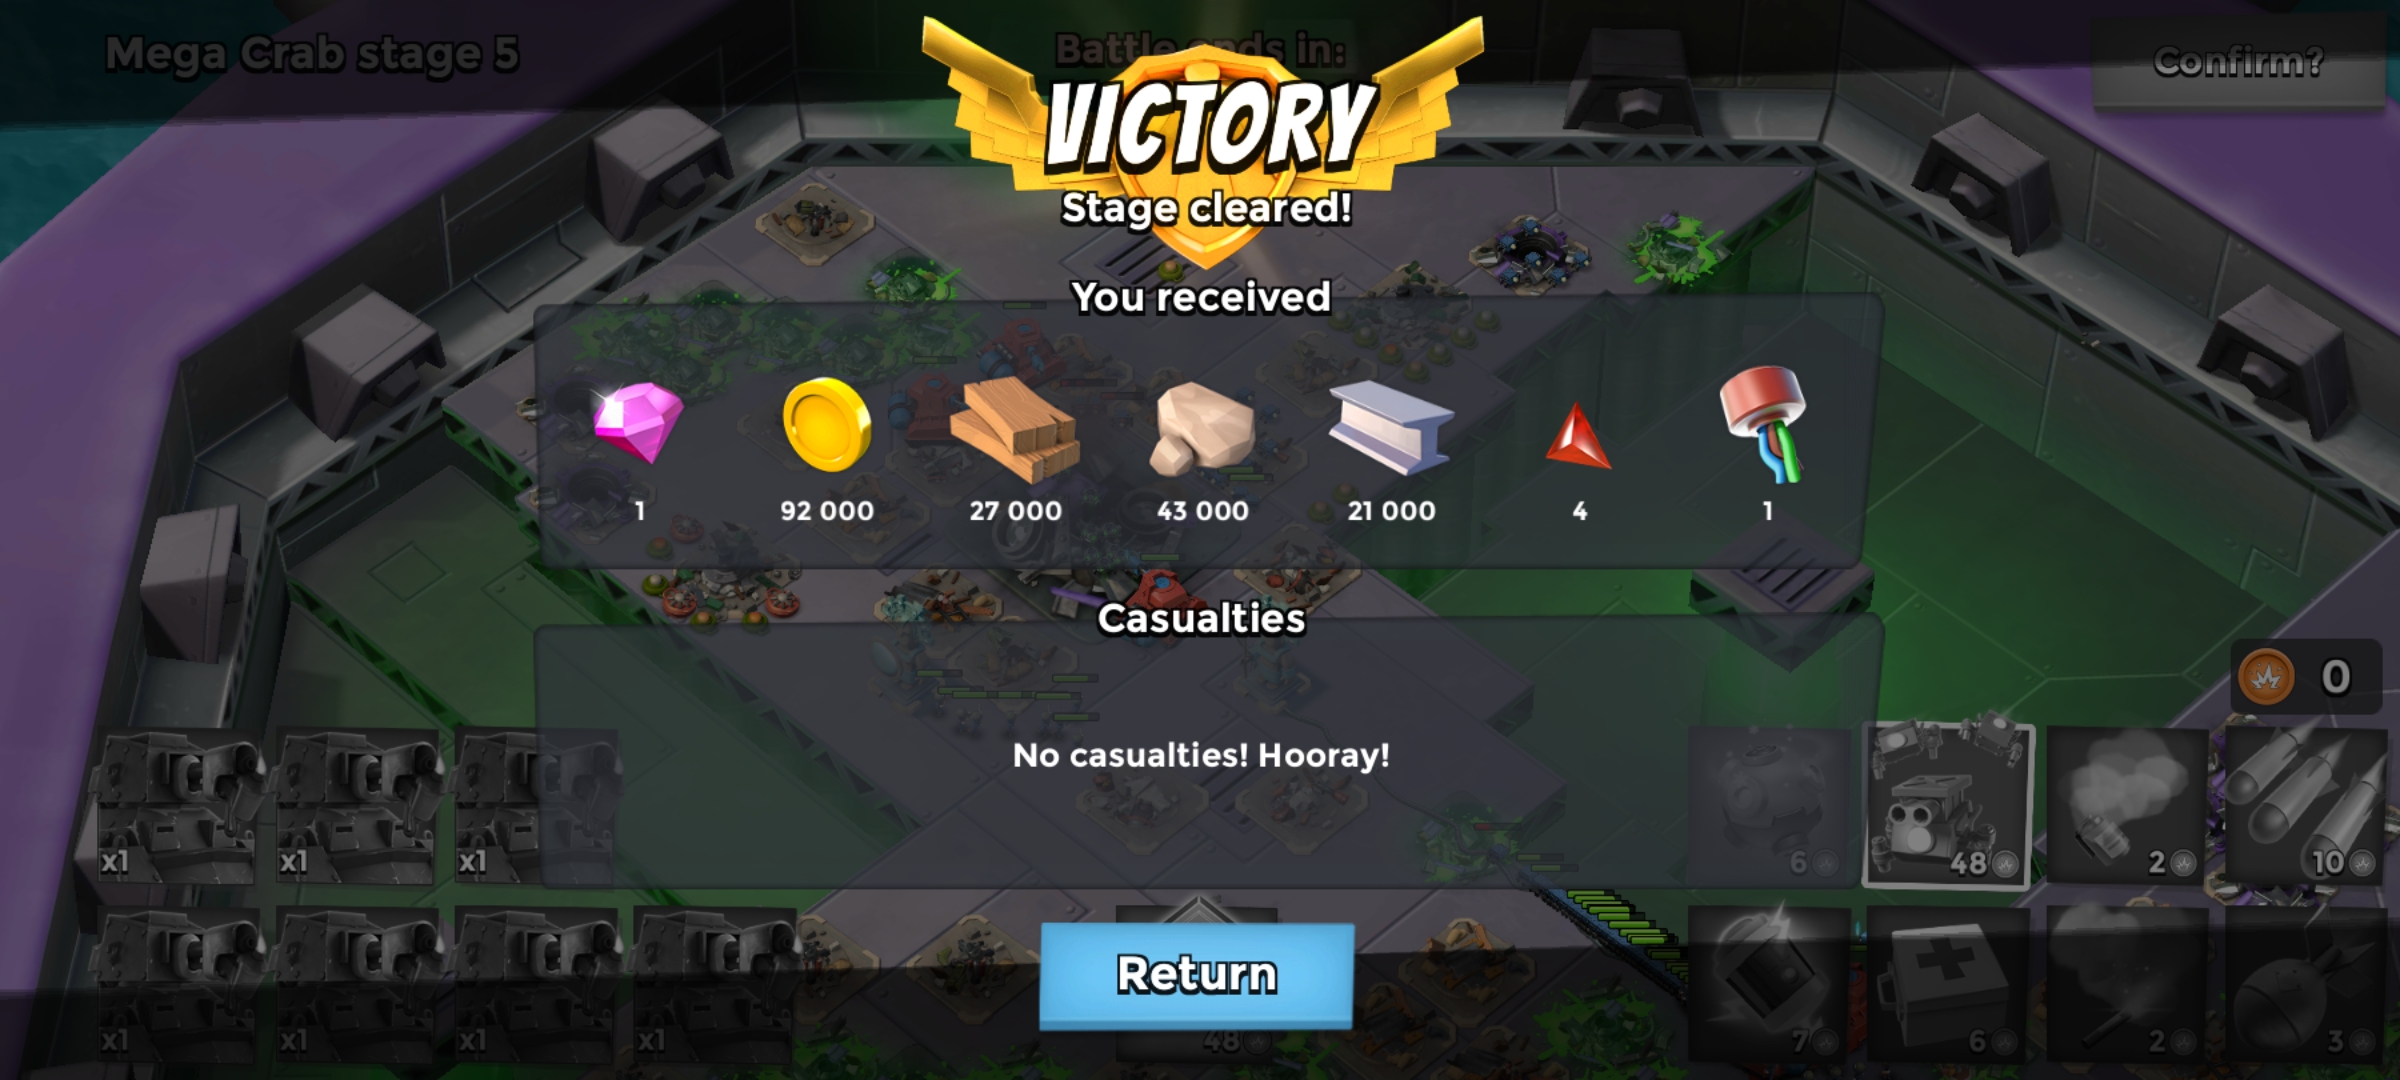 Mega Crab stage 5
Battle ends in:
Confirm?
VICTORY
Stage cleared!
You received
1
92 000
27 000
43 000
21 000
4
1
Casualties
No casualties! Hooray!
0
x1
x1
x1
6
48
2
10
Return
x1
x1
x1
x1
48
7
6
2
3